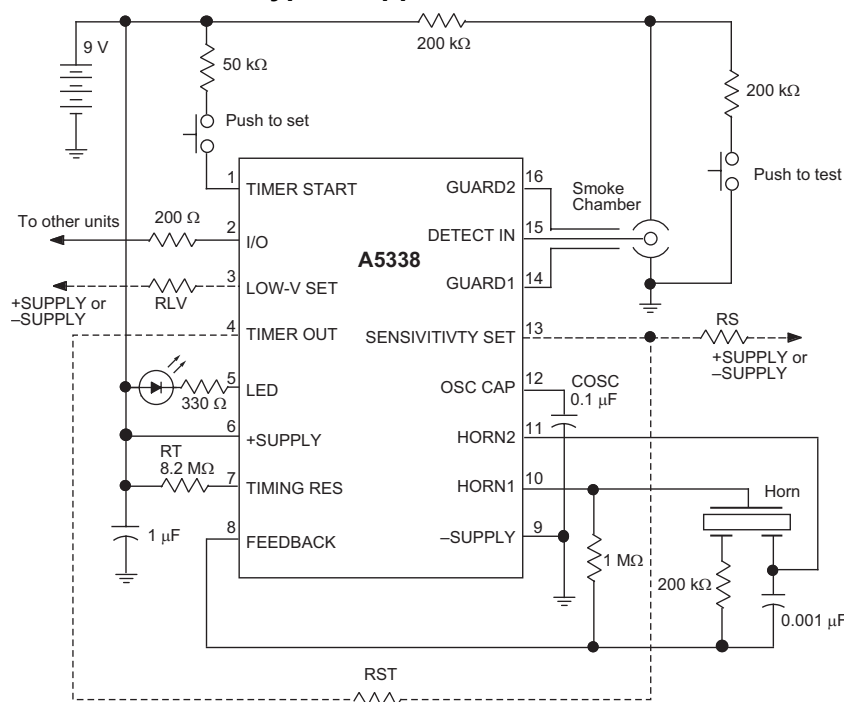 200 kΩ
9 V
50 kΩ
200 kΩ
Push to set
Push to test
1
TIMER START
GUARD2
16
Smoke
Chamber
To other units
200 Ω
2
I/O
DETECT IN
15
A5338
3
LOW-V SET
GUARD1
14
+SUPPLY or
–SUPPLY
RLV
4
TIMER OUT
SENSIVITIVTY SET
13
RS
+SUPPLY or
–SUPPLY
330 Ω
5
LED
OSC CAP
12
COSC
0.1 µF
6
+SUPPLY
HORN2
11
RT
8.2 MΩ
7
TIMING RES
HORN1
10
Horn
1 µF
8
FEEDBACK
–SUPPLY
9
1 MΩ
200 kΩ
0.001 µF
RST